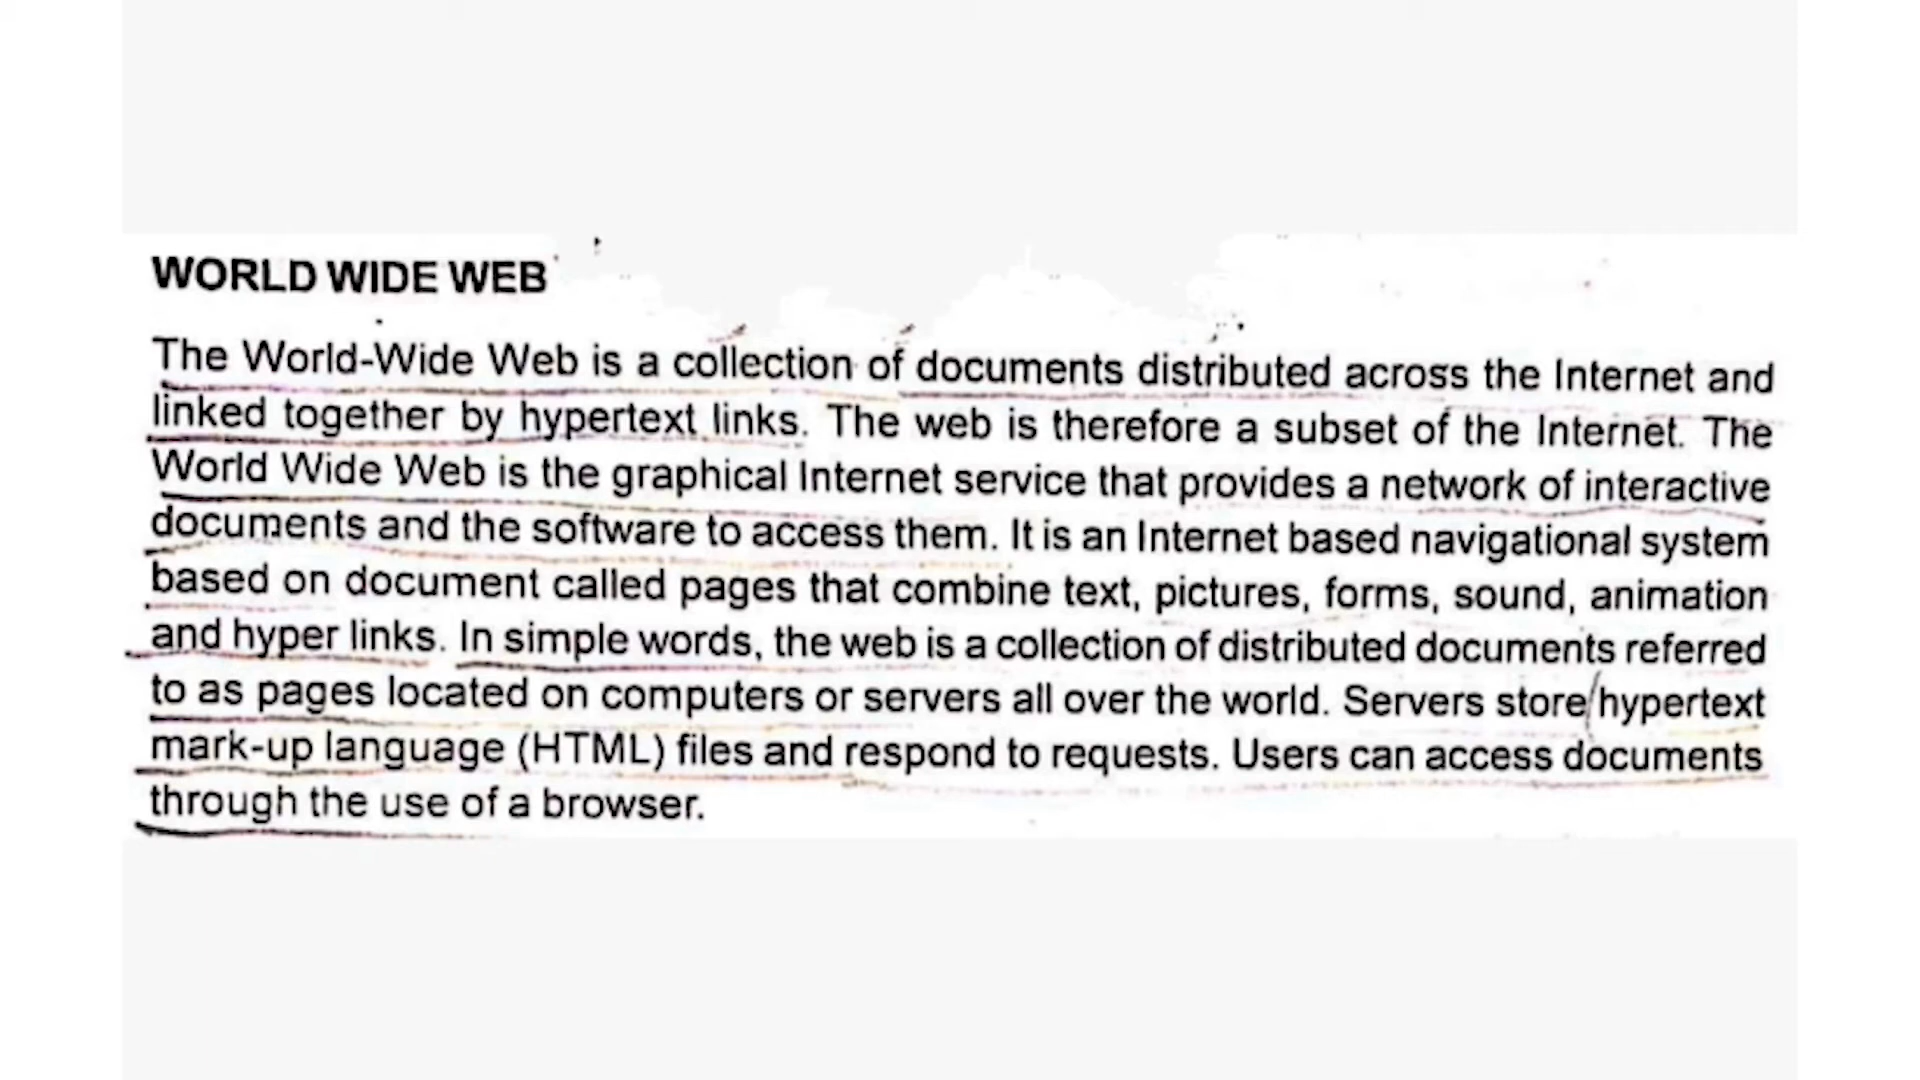 WORLD WIDE WEB
The World-Wide Web is a collection of documents distributed across the Internet and
linked together by hypertext links. The web is therefore a subset of the Internet. The
World Wide Web is the graphical Internet service that provides a network of interactive
documents and the software to access them. It is an Internet based navigational system
based on document called pages that combine text, pictures, forms, sound, animation
and hyper links. In simple words, the web is a collection of distributed documents referred
to as pages located on computers or servers all over the world. Servers store hypertext
mark-up language (HTML) files and respond to requests. Users can access documents
through the use of a browser.